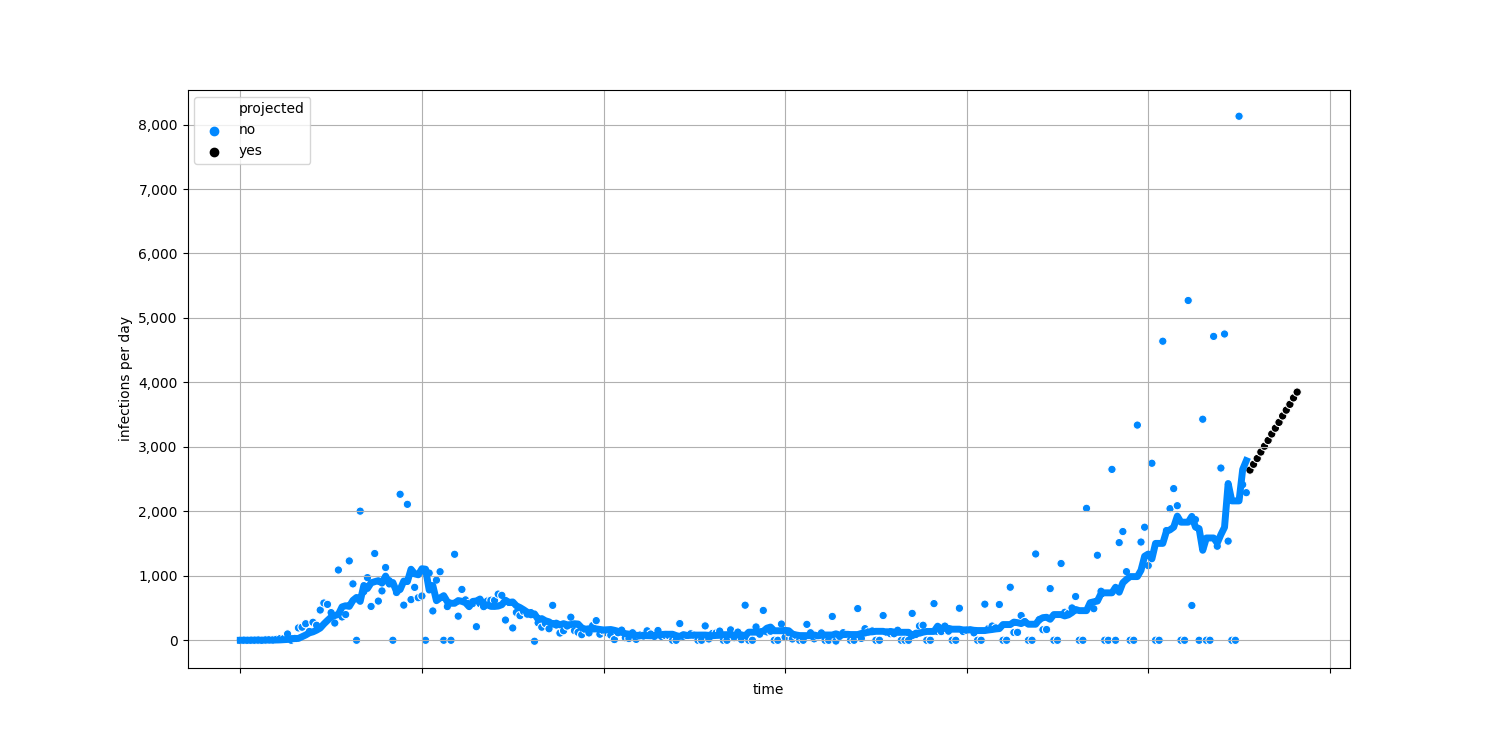 projected
no
yes
8,000
7,000
6,000
5,000
4,000
3,000
2,000
1,000
0
infections per day
time